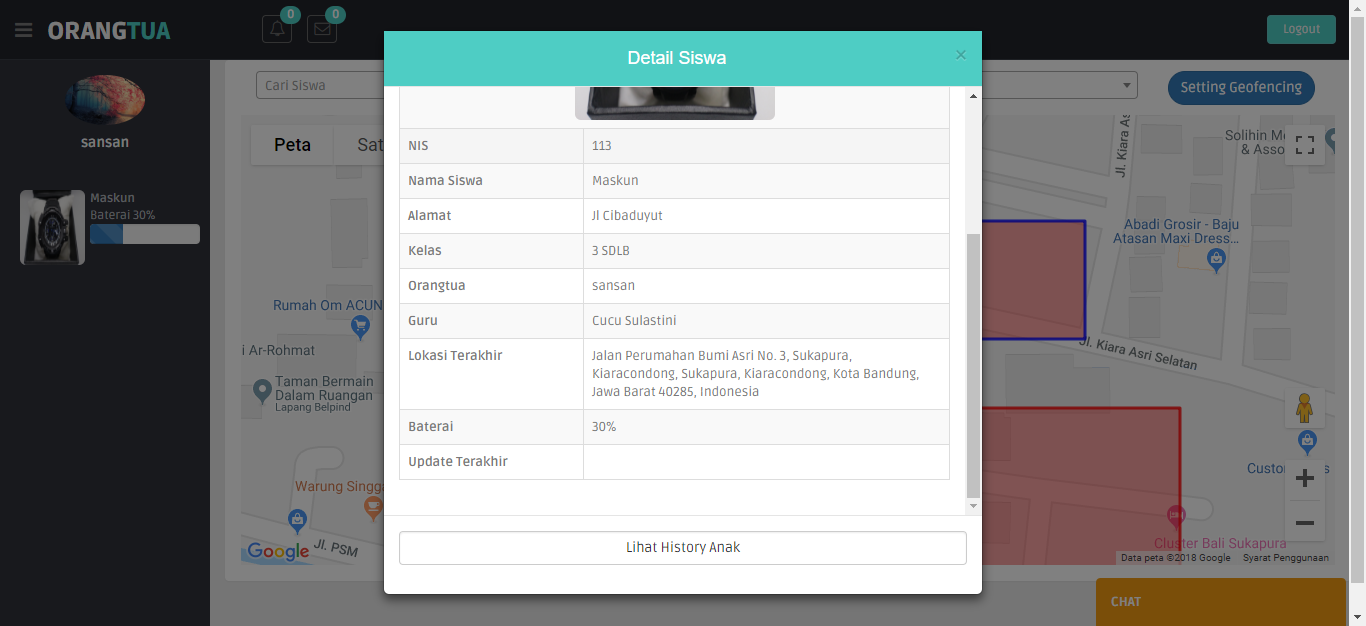 ORANGTUA
0
0
Logout
sansan
Maskun
Baterai 30%
Cari Siswa
Setting Geofencing
Peta
Sat
Rumah Om ACUN
i Ar-Rohmat
Taman Bermain
Dalam Ruangan
Lapang Belpind
Warung Singga
Jl. PSM
Google
Detail Siswa
×
NIS 113
Nama Siswa Maskun
Alamat Jl Cibaduyut
Kelas 3 SDLB
Orangtua sansan
Guru Cucu Sulastini
Lokasi Terakhir Jalan Perumahan Bumi Asri No. 3, Sukapura,
Kiaracondong, Sukapura, Kiaracondong, Kota Bandung,
Jawa Barat 40285, Indonesia
Baterai 30%
Update Terakhir
Lihat History Anak
Jl. Kiara As
Solihin Me
& Asso
Abadi Grosir - Baju
Atasan Maxi Dress...
Jl. Kiara Asri Selatan
Custo s
Cluster Bali Sukapura
Data peta ©2018 Google Syarat Penggunaan
CHAT